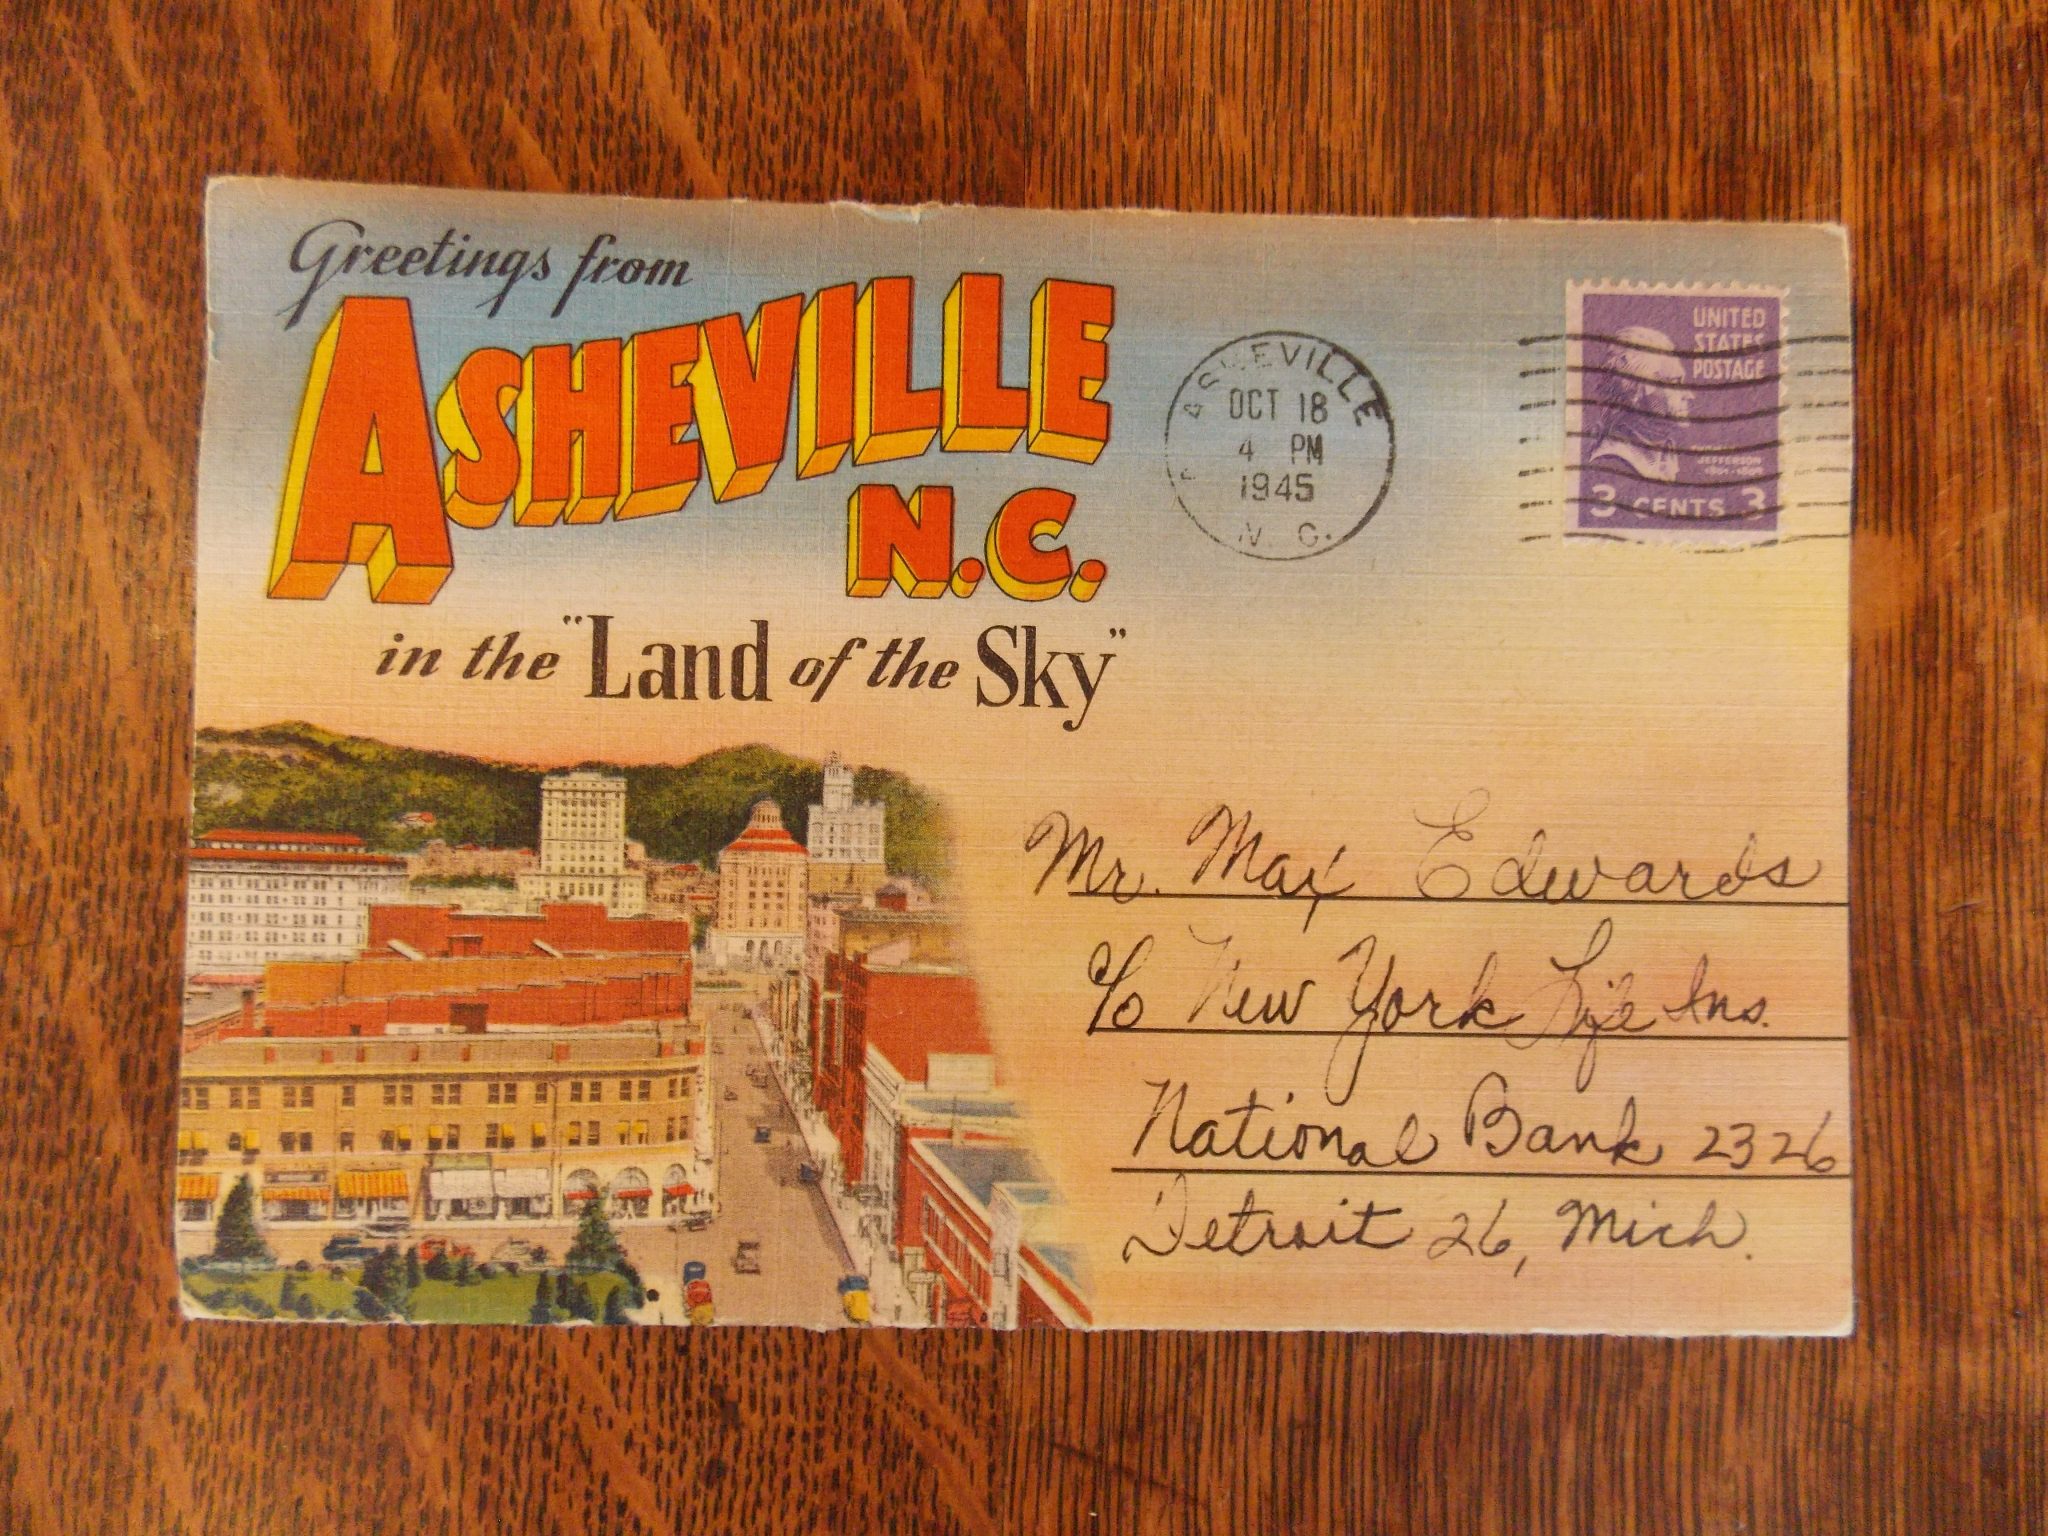 Greetings from
ASHEVILLE
N.C.
in the "Land of the Sky"
ASHEVILLE
OCT 18
4 PM
1945
N. C.
UNITED
STATES
POSTAGE
JEFFERSON
3 CENTS 3
Mr. Max Edwards
c/o New York Life Ins.
National Bank 2326
Detroit 26, Mich.